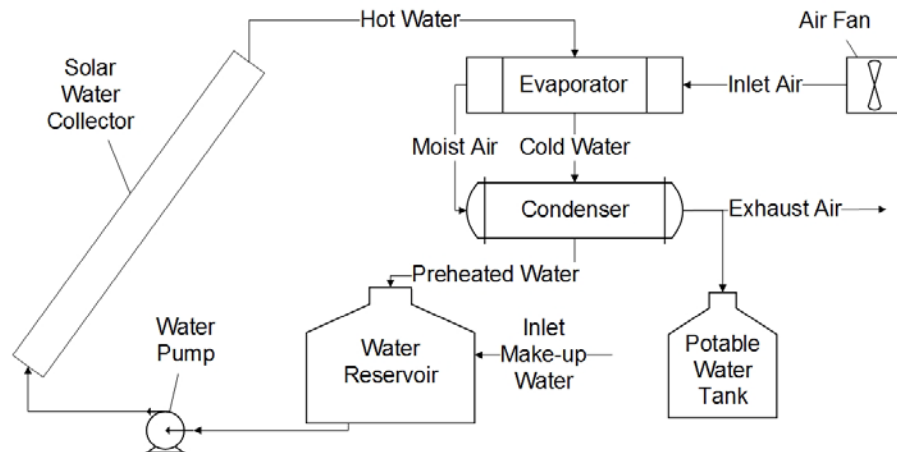 Hot Water
Air Fan
Solar
Water
Collector
Evaporator
Inlet Air
Moist Air
Cold Water
Condenser
Exhaust Air
Preheated Water
Water
Pump
Water
Reservoir
Inlet
Make-up
Water
Potable
Water
Tank